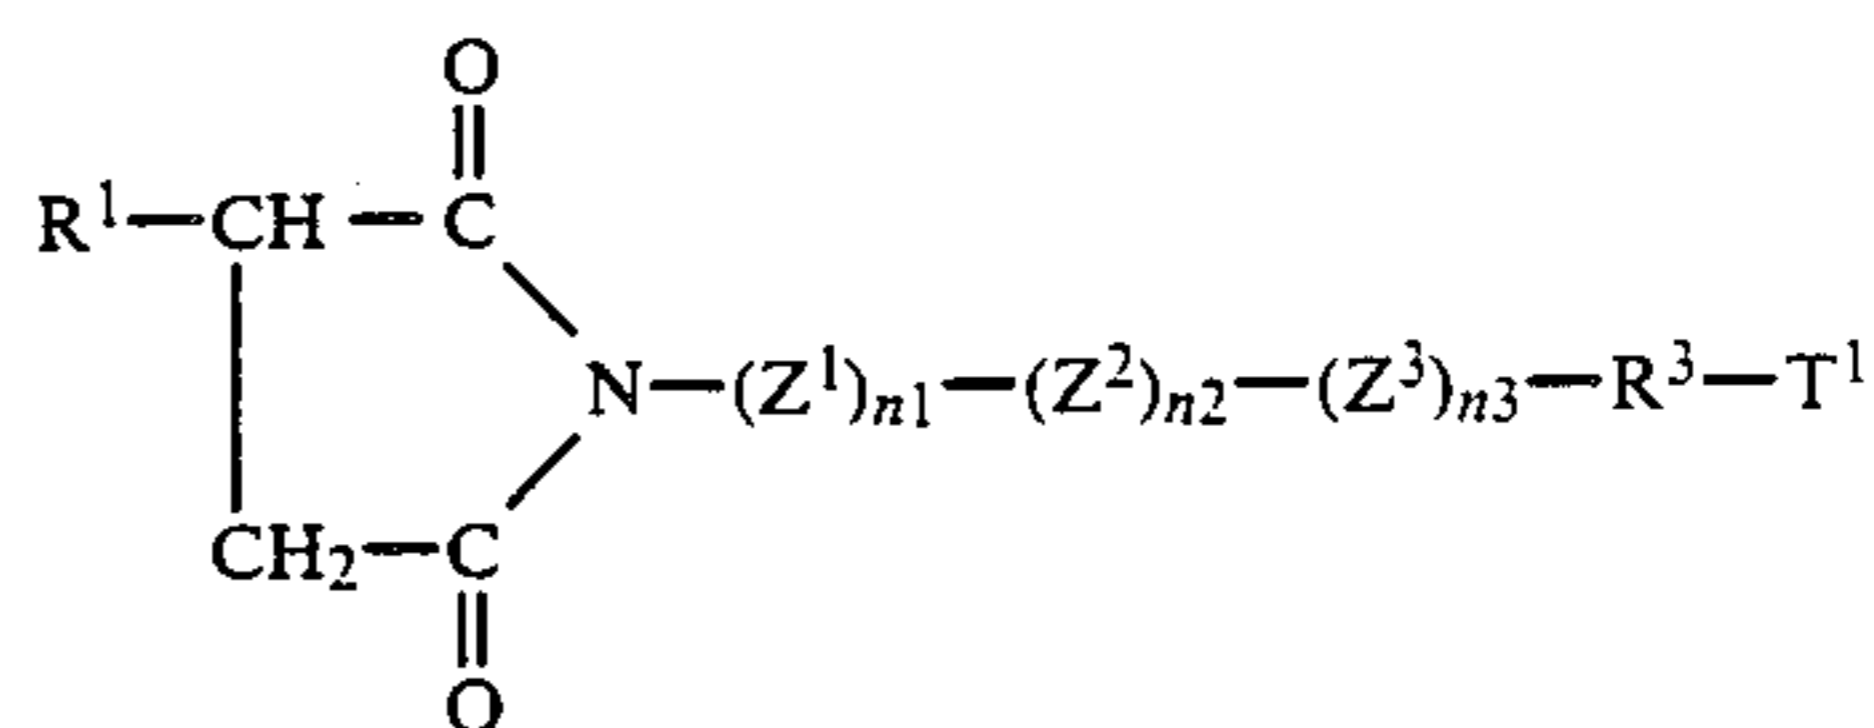 O
R¹—CH—C
N—(Z¹)n1—(Z²)n2—(Z³)n3—R³—T¹
CH₂—C
O